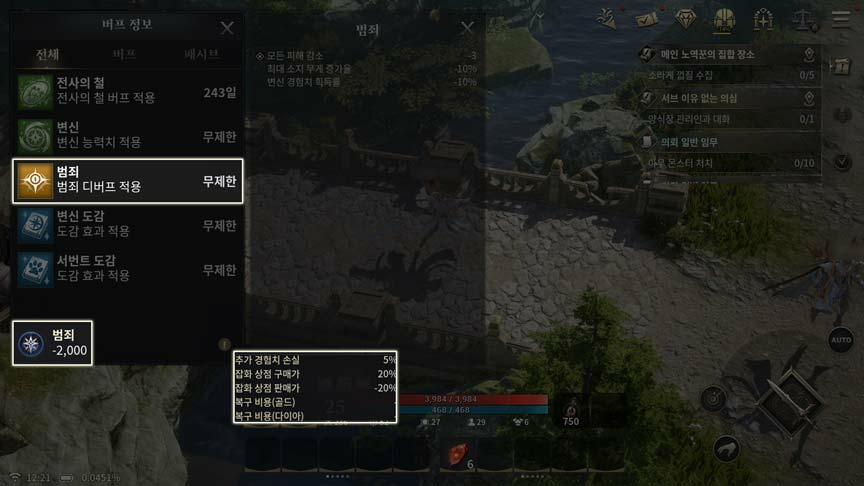 버프 정보
전체
버프
패시브
전사의 철
전사의 철 버프 적용
243일
변신
변신 능력치 적용
무제한
범죄
범죄 디버프 적용
무제한
변신 도감
도감 효과 적용
무제한
서번트 도감
도감 효과 적용
무제한
범죄
-2,000
범죄
모든 피해 감소 -3
최대 소지 무게 증가율 -10%
변신 경험치 획득률 -10%
추가 경험치 손실 5%
잡화 상점 구매가 20%
잡화 상점 판매가 -20%
복구 비용(골드)
복구 비용(다이아)
메인 노역꾼의 집합 장소
소라게 껍질 수집 0/5
서브 이유 없는 의심
양식장 관리인과 대화 0/1
의뢰 일반 임무
아무 몬스터 처치 0/10
AUTO
25
3,984 / 3,984
468 / 468
27
29
6
750
6
12:21
0.0451%